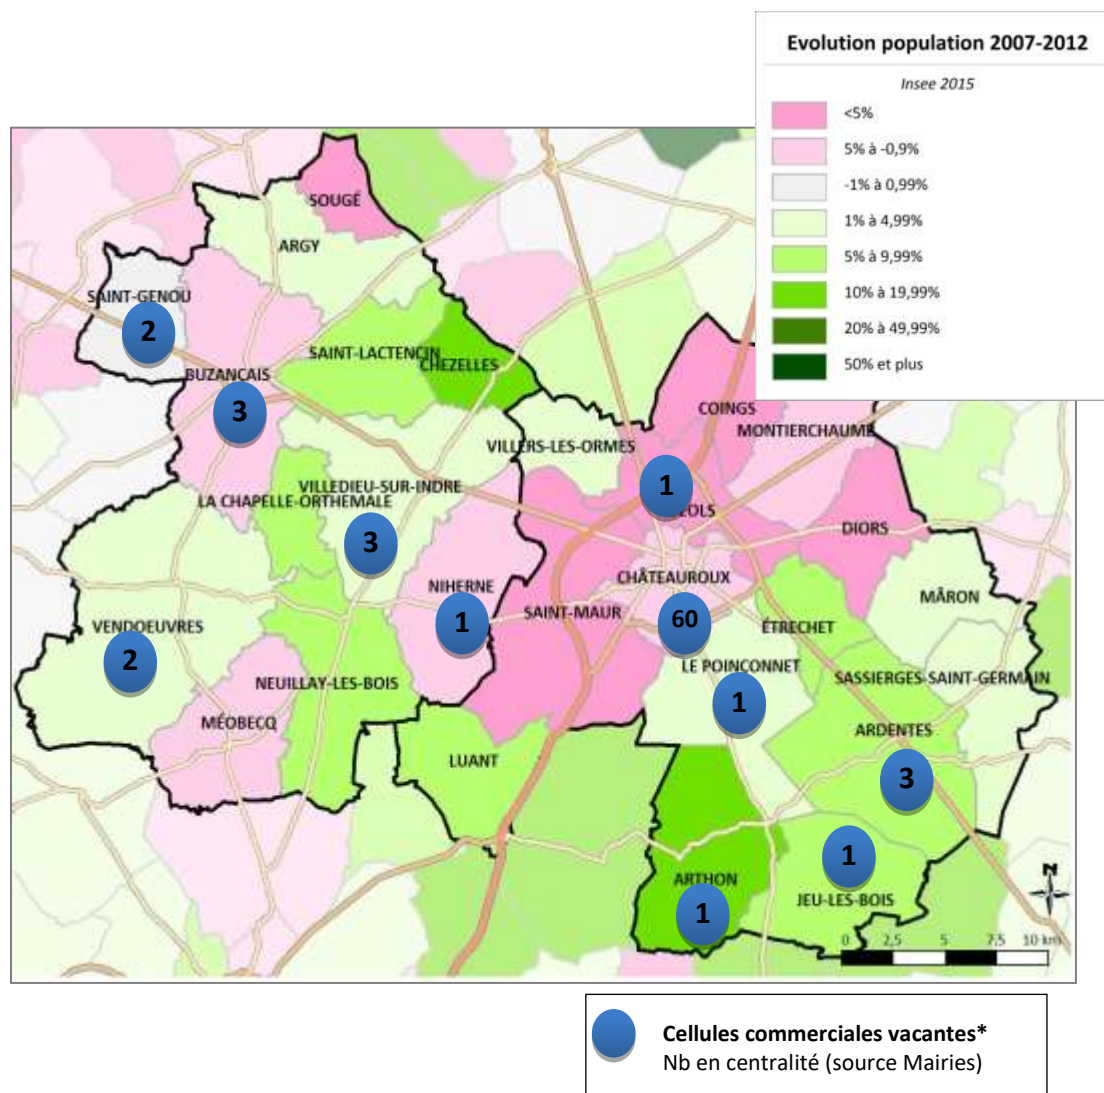 Evolution population 2007-2012
Insee 2015
<5%
5% à -0,9%
-1% à 0,99%
1% à 4,99%
5% à 9,99%
10% à 19,99%
20% à 49,99%
50% et plus
SOUGÉ
ARGY
SAINT-GENOU
2
SAINT-LACTENCIN
CHEZELLES
BUZANÇAIS
3
COINGS
MONTIERCHAUME
VILLERS-LES-ORMES
VILLEDIEU-SUR-INDRE
LA CHAPELLE-ORTHEMALE
1
OLS
DIORS
3
CHÂTEAUROUX
NIHERNE
MÂRON
SAINT-MAUR
1
60
VENDOEUVRES
ÉTRECHET
2
LE POINCONNET
SASSIERGES-SAINT-GERMAIN
NEUILLAY-LES-BOIS
1
MÉOBECQ
ARDENTES
LUANT
3
1
ARTHON
JEU-LES-BOIS
1
N
0 2,5 5 7,5 10 km
Cellules commerciales vacantes*
Nb en centralité (source Mairies)